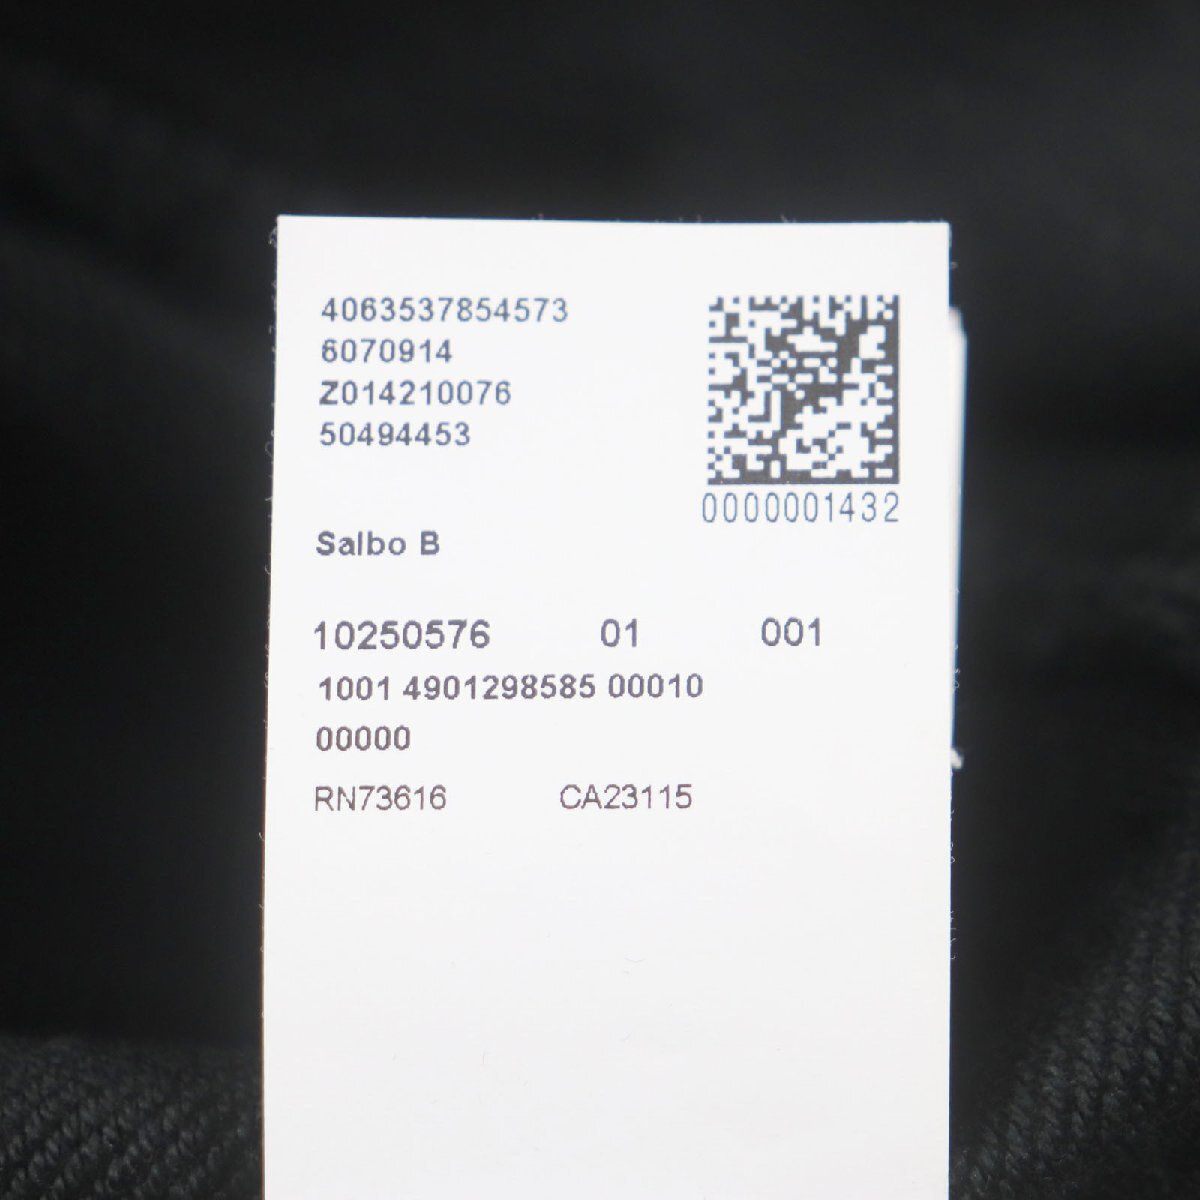 4063537854573
6070914
Z014210076
50494453
0000001432
Salbo B
10250576 01 001
1001 4901298585 00010
00000
RN73616 CA23115